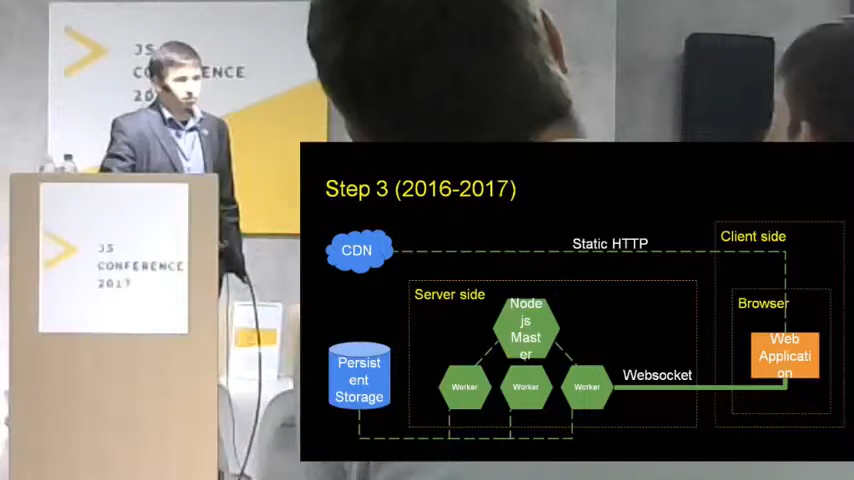 JS
CONFERENCE
20
JS
CONFERENCE
2017
Step 3 (2016-2017)
CDN
Static HTTP
Client side
Server side
Browser
Node
js
Mast
er
Web
Applicati
on
Persist
ent
Storage
Worker
Worker
Worker
Websocket